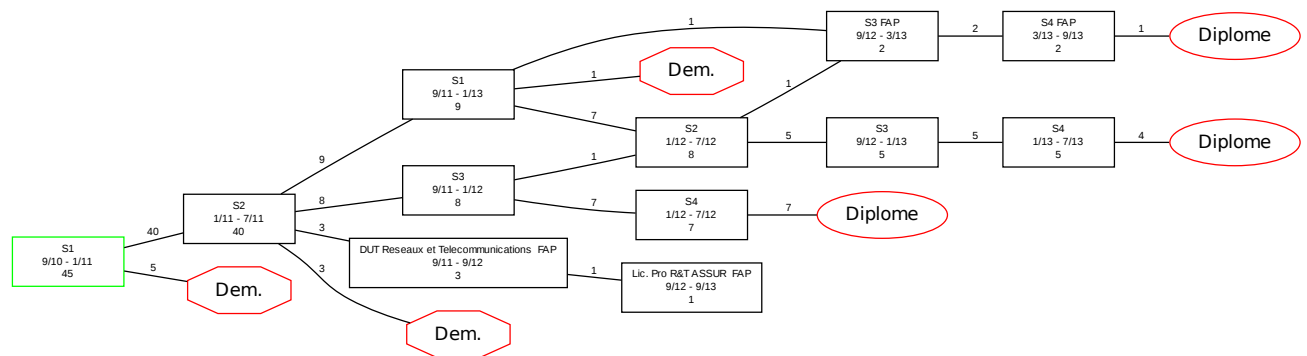 S1
9/10 - 1/11
45
40
5
Dem.
S2
1/11 - 7/11
40
9
8
3
3
Dem.
S1
9/11 - 1/13
9
1
1
7
Dem.
S3
9/11 - 1/12
8
1
7
DUT Reseaux et Telecommunications FAP
9/11 - 9/12
3
1
Lic. Pro R&T ASSUR FAP
9/12 - 9/13
1
S2
1/12 - 7/12
8
1
5
S4
1/12 - 7/12
7
7
Diplome
S3 FAP
9/12 - 3/13
2
2
S4 FAP
3/13 - 9/13
2
1
Diplome
S3
9/12 - 1/13
5
5
S4
1/13 - 7/13
5
4
Diplome